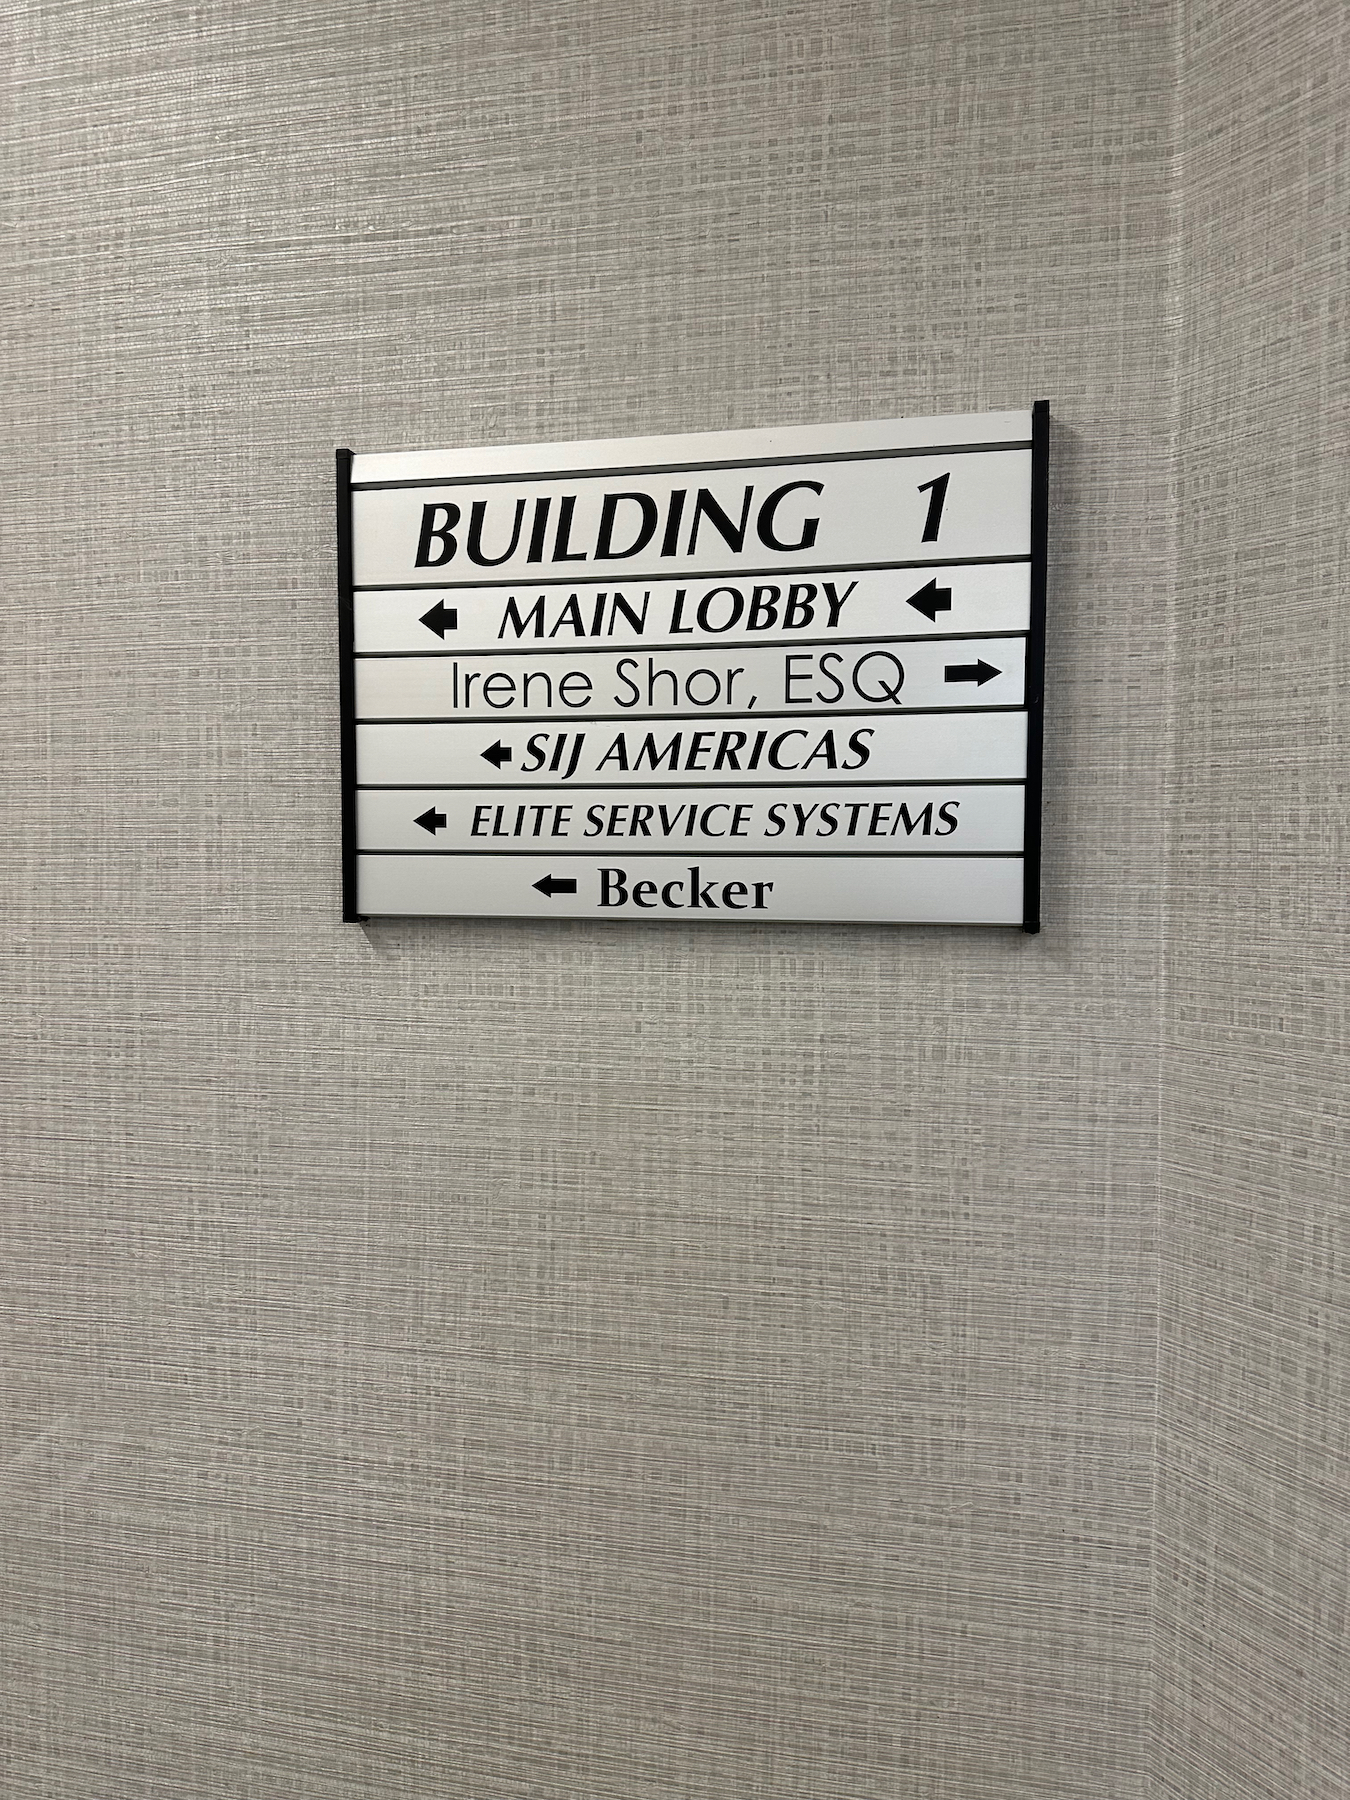 BUILDING 1
MAIN LOBBY
Irene Shor, ESQ
SIJ AMERICAS
ELITE SERVICE SYSTEMS
Becker